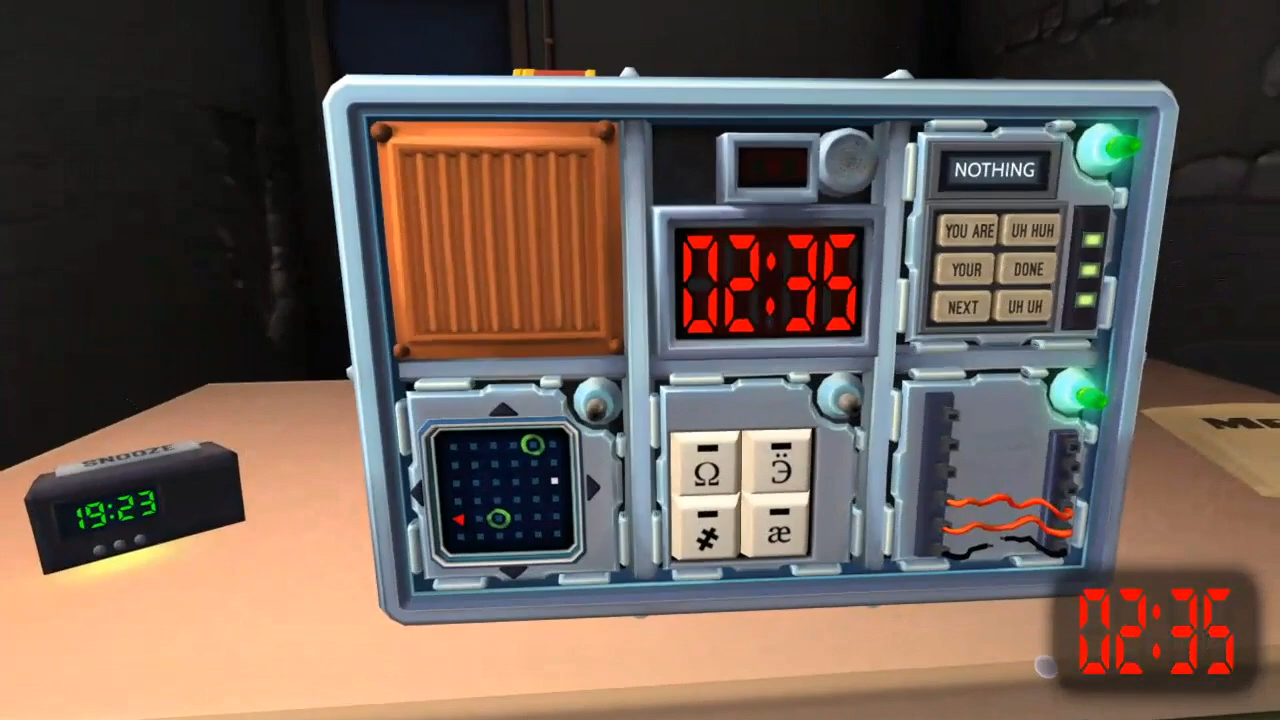 NOTHING
YOU ARE
UH HUH
YOUR
DONE
NEXT
UH UH
02:35
SNOOZE
19:23
Ω
Ӭ
҂
æ
02:35